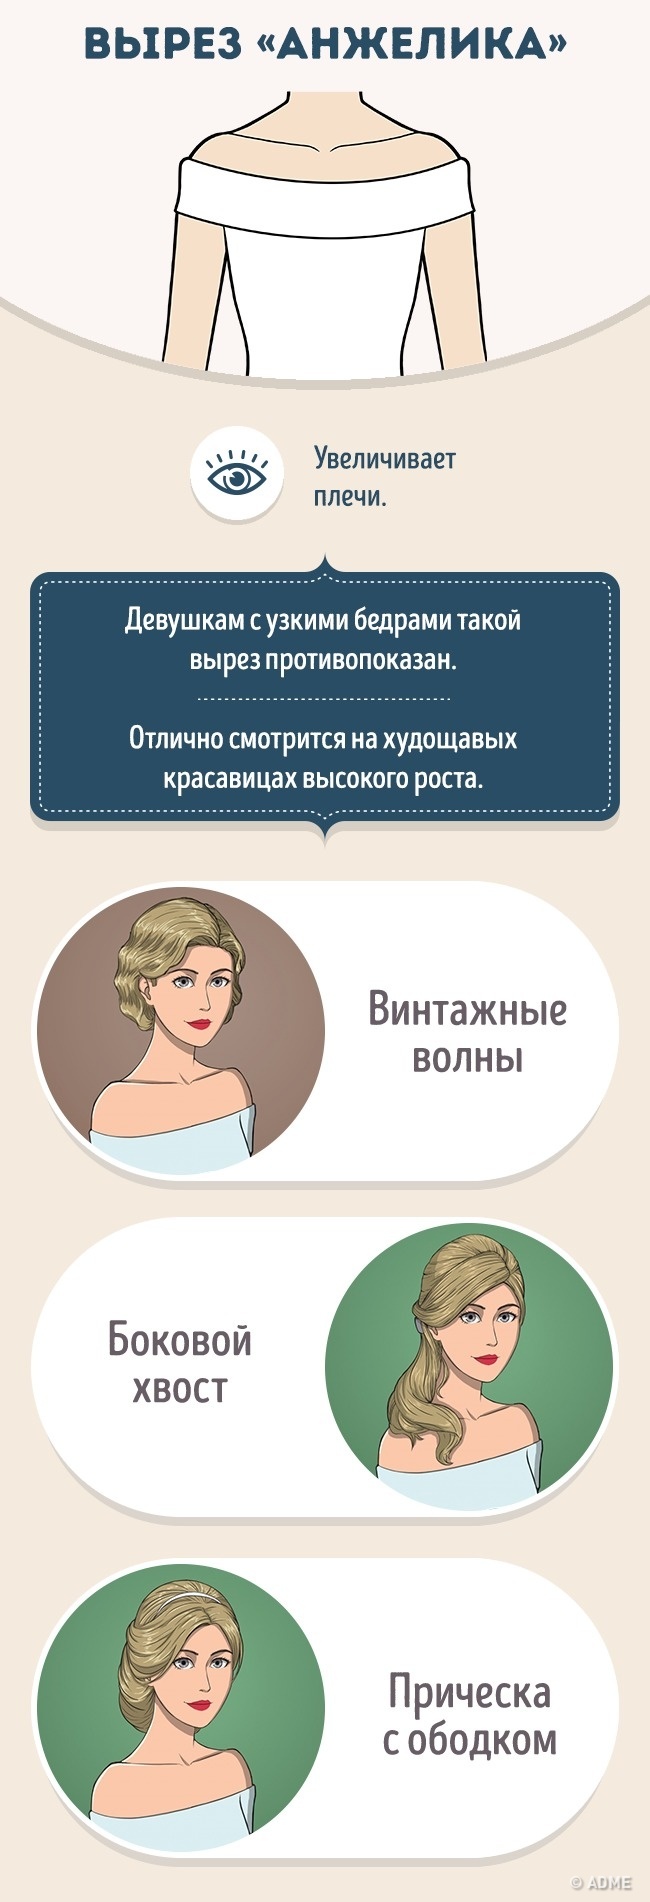 ВЫРЕЗ «АНЖЕЛИКА»
Увеличивает
плечи.
Девушкам с узкими бедрами такой
вырез противопоказан.
Отлично смотрится на худощавых
красавицах высокого роста.
Винтажные
волны
Боковой
хвост
Прическа
с ободком
© ADME